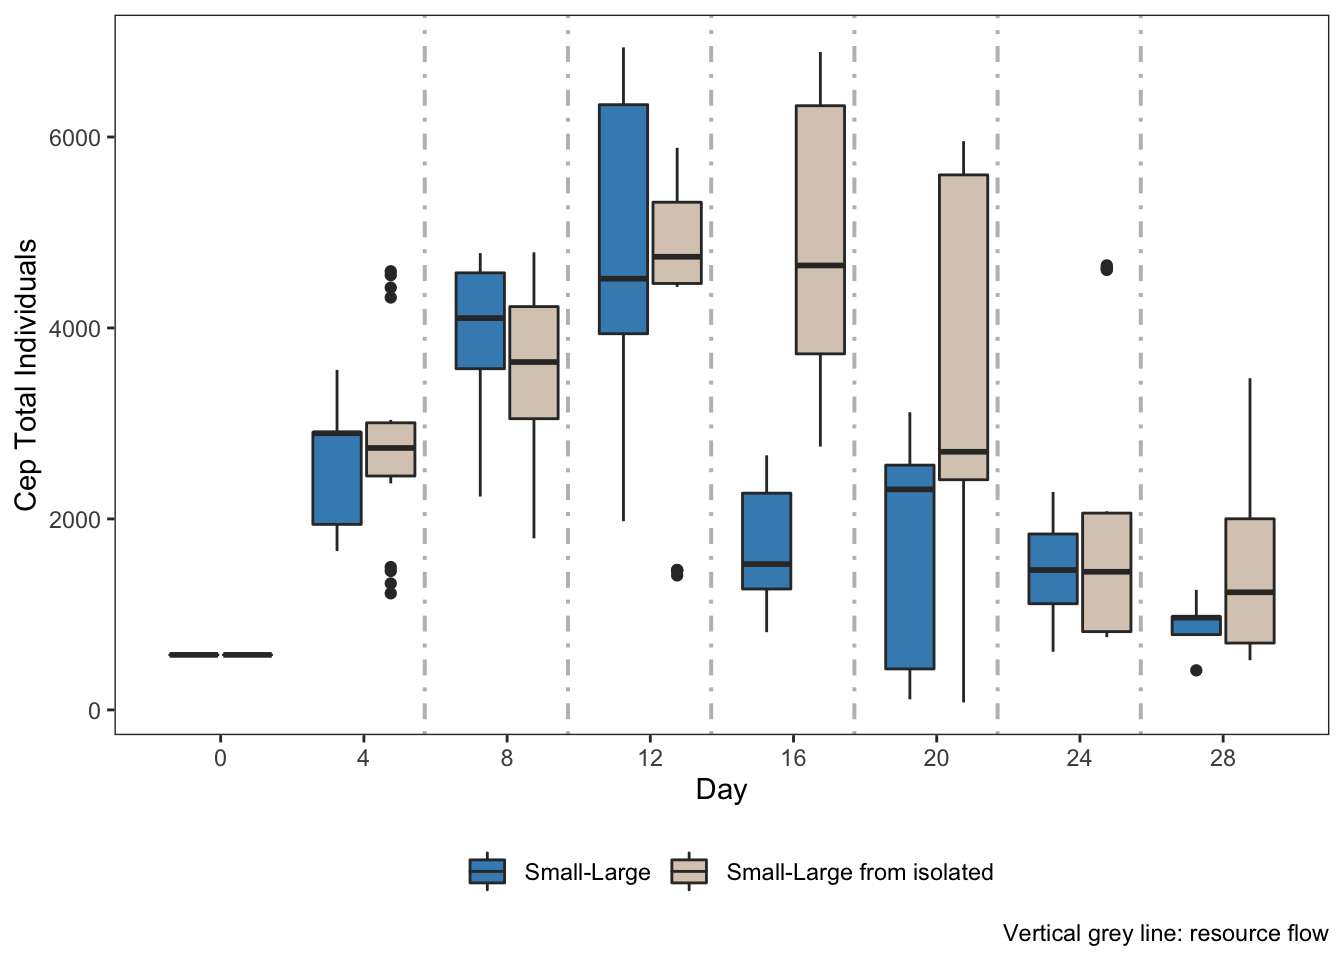 Cep Total Individuals
6000
4000
2000
0
0 4 8 12 16 20 24 28
Day
Small-Large Small-Large from isolated
Vertical grey line: resource flow